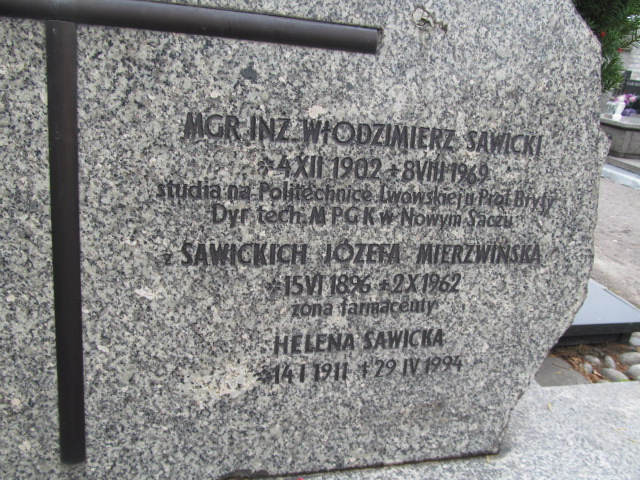 MGR INŻ WŁODZIMIERZ SAWICKI
*4 XII 1902 +8 VIII 1969
studia na Politechnice Lwowskiej u Prof Bryły
Dyr tech. M P G K w Nowym Sączu
z SAWICKICH JÓZEFA MIERZWIŃSKA
*15 VI 1896 +2 X 1962
żona farmaceuty
HELENA SAWICKA
*14 I 1911 +29 IV 1994